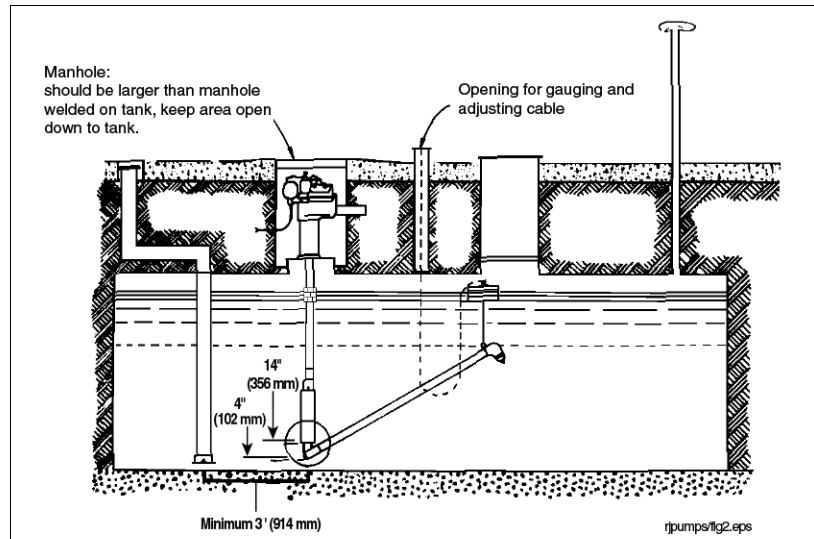 Manhole:
should be larger than manhole
welded on tank, keep area open
down to tank.
Opening for gauging and
adjusting cable
14"
(356 mm)
4"
(102 mm)
Minimum 3 ' (914 mm)
rjpumps/fig2.eps